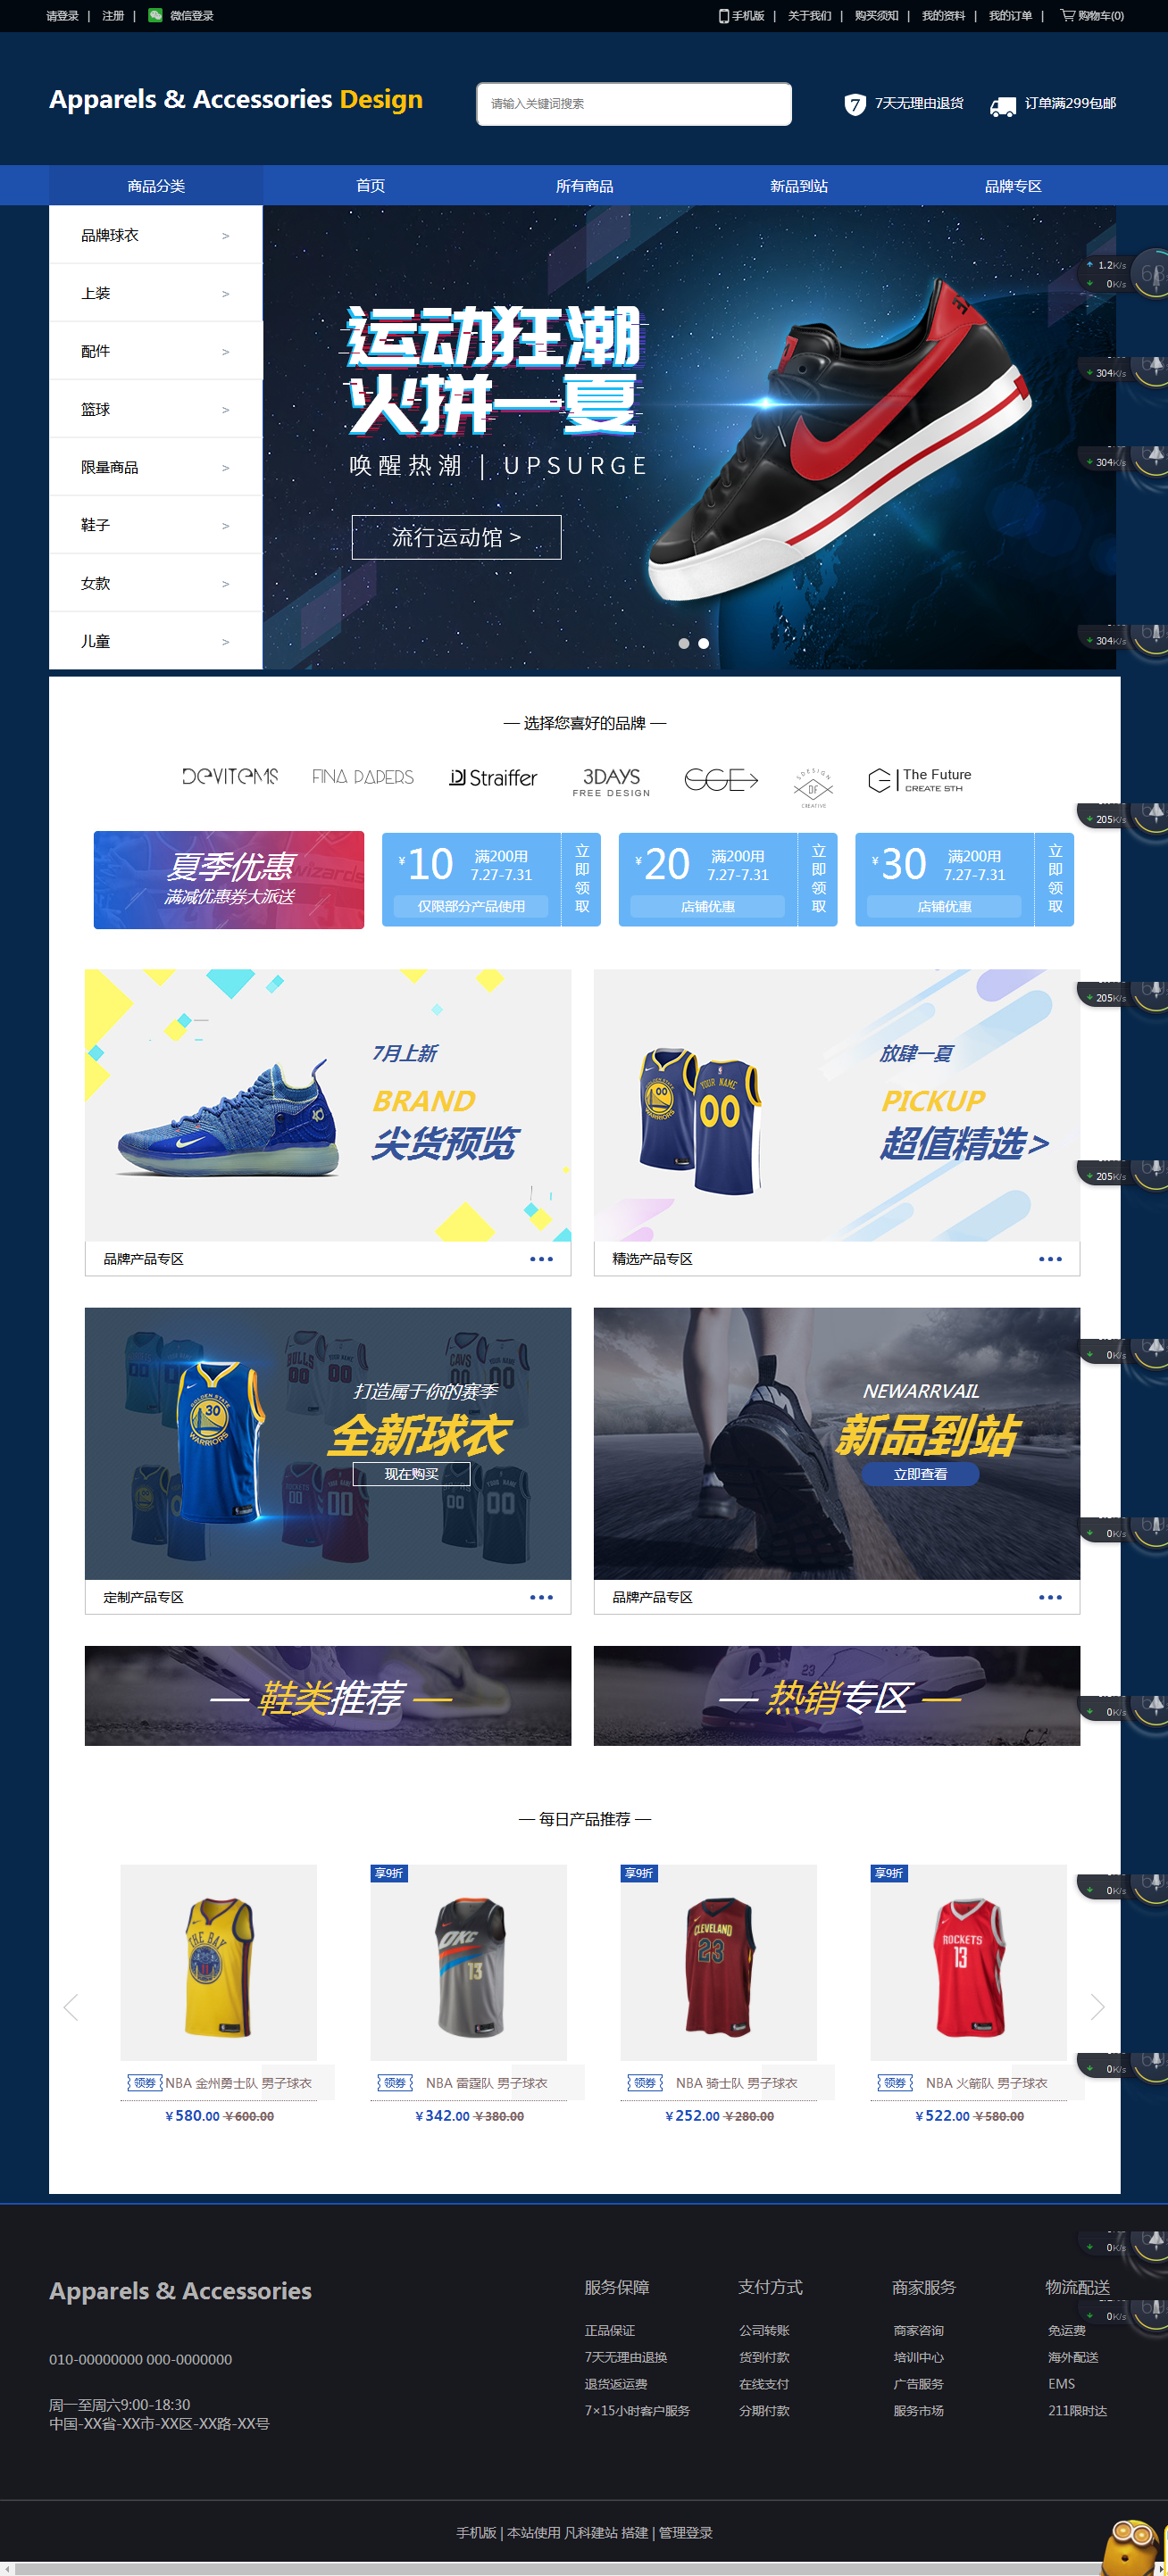 请登录 | 注册 | 微信登录
手机版 | 关于我们 | 购买须知 | 我的资料 | 我的订单 | 购物车(0)
Apparels & Accessories Design
请输入关键词搜索
7天无理由退货
订单满299包邮
商品分类 首页 所有商品 新品到站 品牌专区
品牌球衣 >
上装 >
配件 >
篮球 >
限量商品 >
鞋子 >
女款 >
儿童 >
运动狂潮
火拼一夏
唤醒热潮 | UPSURGE
流行运动馆 >
1.2K/s
0K/s
304K/s
304K/s
304K/s
— 选择您喜好的品牌 —
DEVITEMS
FINA PAPERS
Straiffer
3DAYS
FREE DESIGN
SGE
DESIGN
DF
CREATIVE
The Future
CREATE STH
205K/s
夏季优惠
满减优惠券大派送
wizards
¥10 满200用
7.27-7.31
仅限部分产品使用
立即领取
¥20 满200用
7.27-7.31
店铺优惠
立即领取
¥30 满200用
7.27-7.31
店铺优惠
立即领取
205K/s
7月上新
BRAND
尖货预览
放肆一夏
PICKUP
超值精选>
WARRIORS
00
YOUR NAME
00
205K/s
品牌产品专区
精选产品专区
0K/s
打造属于你的赛季
全新球衣
现在购买
GOLDEN STATE
30
WARRIORS
BULLS
CAVS
NEWARRVAIL
新品到站
立即查看
0K/s
定制产品专区
品牌产品专区
— 鞋类推荐 —
— 热销专区 —
23
0K/s
— 每日产品推荐 —
享9折
享9折
享9折
0K/s
THE BAY
OKC
13
CLEVELAND
23
ROCKETS
13
0K/s
领券 NBA 金州勇士队 男子球衣
¥580.00 ¥600.00
领券 NBA 雷霆队 男子球衣
¥342.00 ¥380.00
领券 NBA 骑士队 男子球衣
¥252.00 ¥280.00
领券 NBA 火箭队 男子球衣
¥522.00 ¥580.00
0K/s
Apparels & Accessories
010-00000000 000-0000000
周一至周六9:00-18:30
中国-XX省-XX市-XX区-XX路-XX号
服务保障
正品保证
7天无理由退换
退货返运费
7×15小时客户服务
支付方式
公司转账
货到付款
在线支付
分期付款
商家服务
商家咨询
培训中心
广告服务
服务市场
物流配送
0K/s
免运费
海外配送
EMS
211限时达
手机版 | 本站使用 凡科建站 搭建 | 管理登录